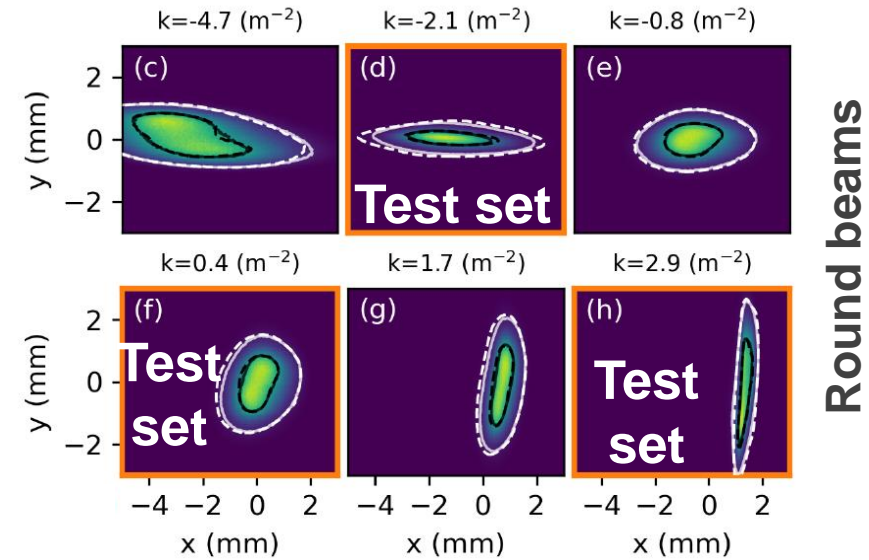 k=-4.7 (m⁻²)
k=-2.1 (m⁻²)
k=-0.8 (m⁻²)
(c)
(d)
(e)
2
0
−2
y (mm)
Test set
k=0.4 (m⁻²)
k=1.7 (m⁻²)
k=2.9 (m⁻²)
(f)
(g)
(h)
2
0
−2
y (mm)
Test
set
Test
set
−4 −2 0 2
−4 −2 0 2
−4 −2 0 2
x (mm)
x (mm)
x (mm)
Round beams